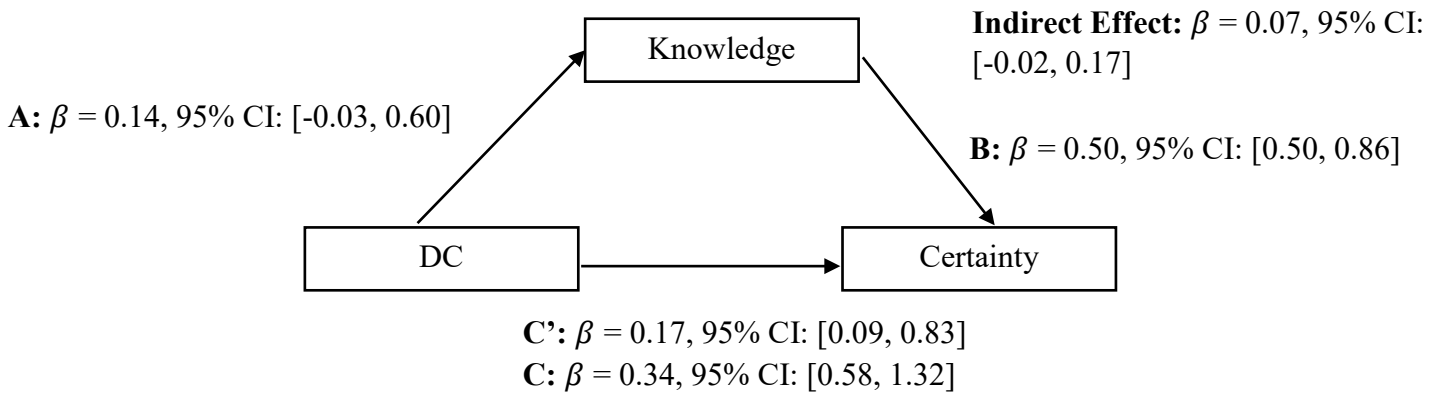 Knowledge
Indirect Effect: 𝛽 = 0.07, 95% CI:
[-0.02, 0.17]
A: 𝛽 = 0.14, 95% CI: [-0.03, 0.60]
B: 𝛽 = 0.50, 95% CI: [0.50, 0.86]
DC
Certainty
C’: 𝛽 = 0.17, 95% CI: [0.09, 0.83]
C: 𝛽 = 0.34, 95% CI: [0.58, 1.32]